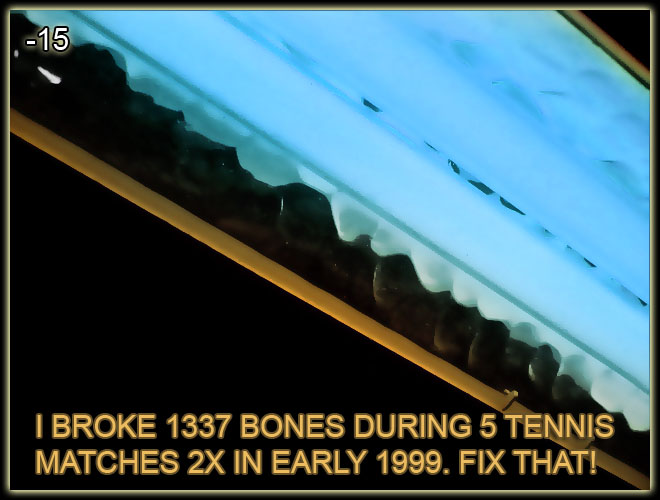 -15
I BROKE 1337 BONES DURING 5 TENNIS
MATCHES 2X IN EARLY 1999. FIX THAT!